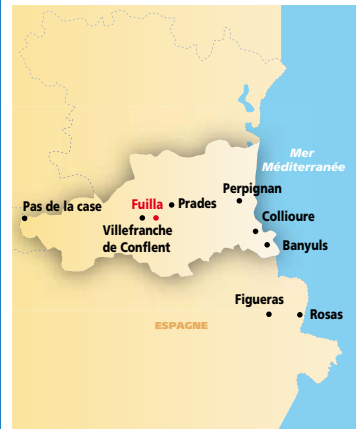 Mer
Méditerranée
Perpignan
Pas de la case
Fuilla
Prades
Villefranche
de Conflent
Collioure
Banyuls
Figueras
Rosas
ESPAGNE